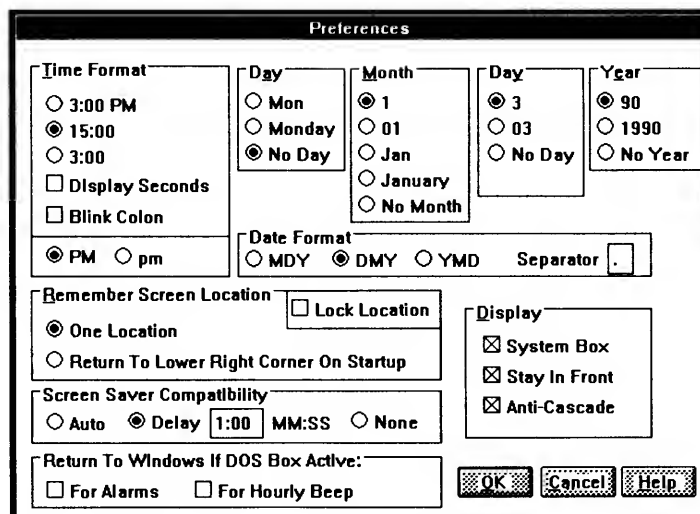 Preferences
Time Format
3:00 PM
15:00
3:00
Display Seconds
Blink Colon
PM pm
Day
Mon
Monday
No Day
Month
1
01
Jan
January
No Month
Day
3
03
No Day
Year
90
1990
No Year
Date Format
MDY DMY YMD Separator .
Remember Screen Location
Lock Location
One Location
Return To Lower Right Corner On Startup
Display
System Box
Stay In Front
Anti-Cascade
Screen Saver Compatibility
Auto Delay 1:00 MM:SS None
Return To Windows If DOS Box Active:
For Alarms For Hourly Beep
OK Cancel Help